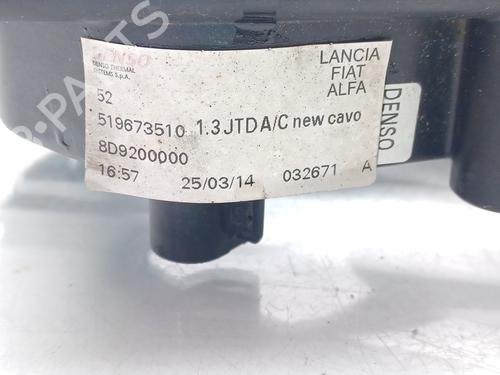 DENSO
DENSO THERMAL
SYSTEMS S.p.A.
LANCIA
FIAT
ALFA
52
519673510 1.3JTD A/C new cavo
8D9200000
16:57 25/03/14 032671 A
DENSO